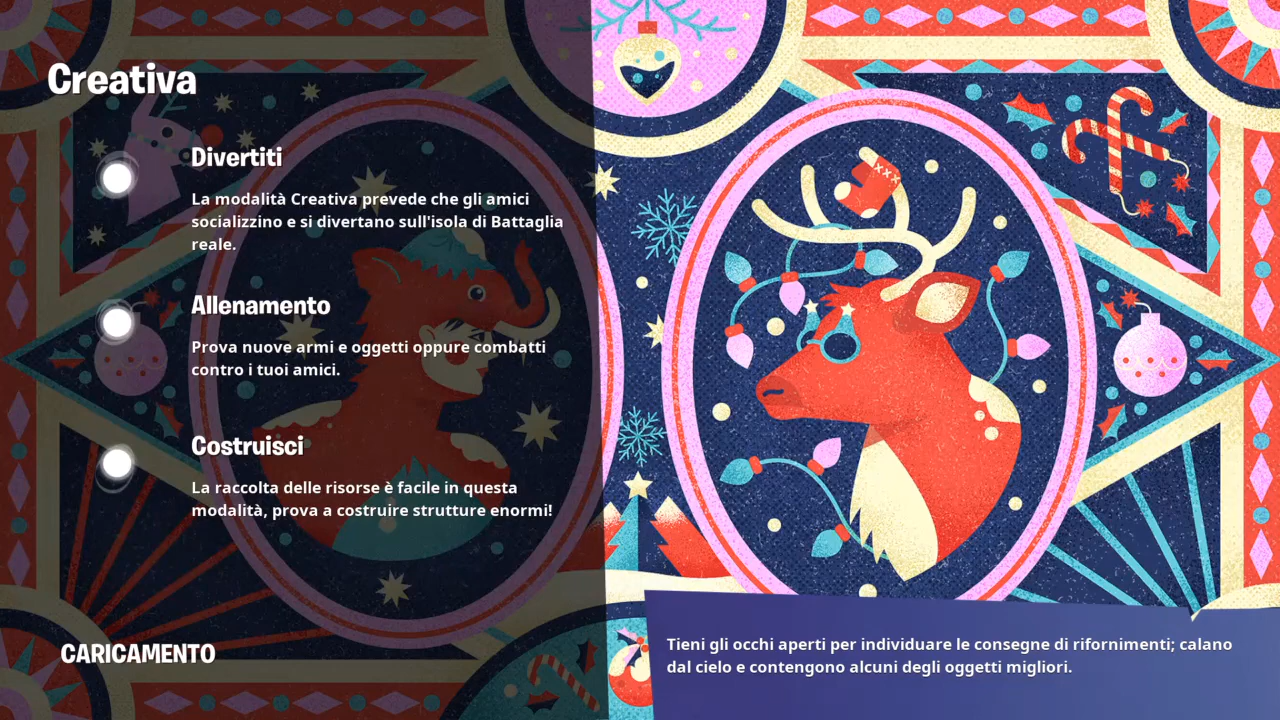 Creativa
Divertiti
La modalità Creativa prevede che gli amici
socializzino e si divertano sull'isola di Battaglia
reale.
Allenamento
Prova nuove armi e oggetti oppure combatti
contro i tuoi amici.
Costruisci
La raccolta delle risorse è facile in questa
modalità, prova a costruire strutture enormi!
CARICAMENTO
Tieni gli occhi aperti per individuare le consegne di rifornimenti; calano
dal cielo e contengono alcuni degli oggetti migliori.